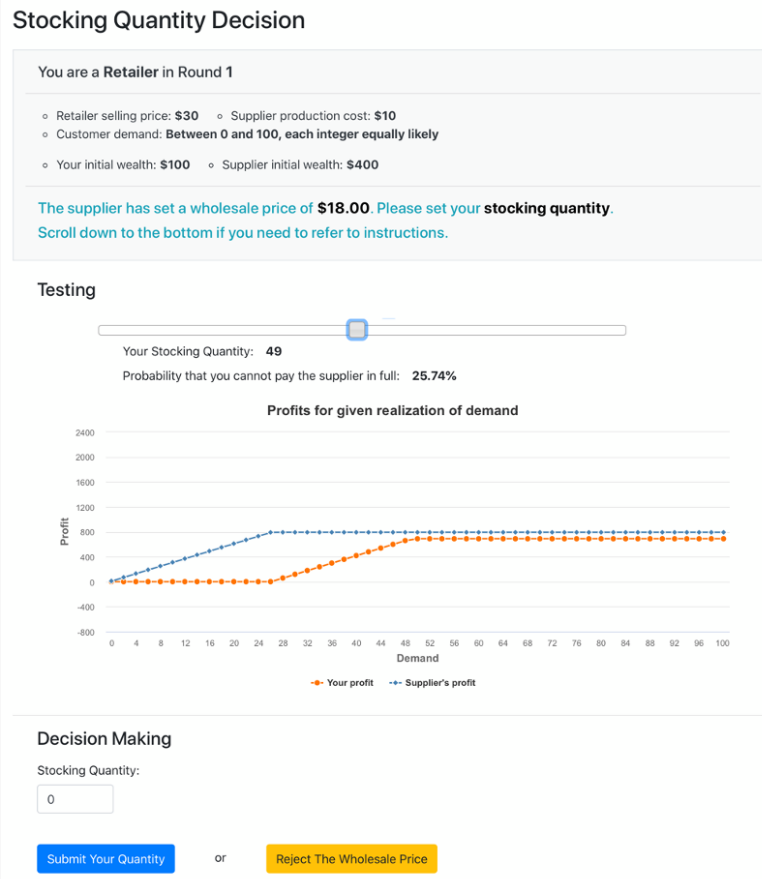 Stocking Quantity Decision
You are a Retailer in Round 1
Retailer selling price: $30 Supplier production cost: $10
Customer demand: Between 0 and 100, each integer equally likely
Your initial wealth: $100 Supplier initial wealth: $400
The supplier has set a wholesale price of $18.00. Please set your stocking quantity.
Scroll down to the bottom if you need to refer to instructions.
Testing
Your Stocking Quantity: 49
Probability that you cannot pay the supplier in full: 25.74%
Profits for given realization of demand
2400
2000
1600
1200
800
400
0
-400
-800
Profit
0 4 8 12 16 20 24 28 32 36 40 44 48 52 56 60 64 68 72 76 80 84 88 92 96 100
Demand
Your profit Supplier's profit
Decision Making
Stocking Quantity:
0
Submit Your Quantity or Reject The Wholesale Price